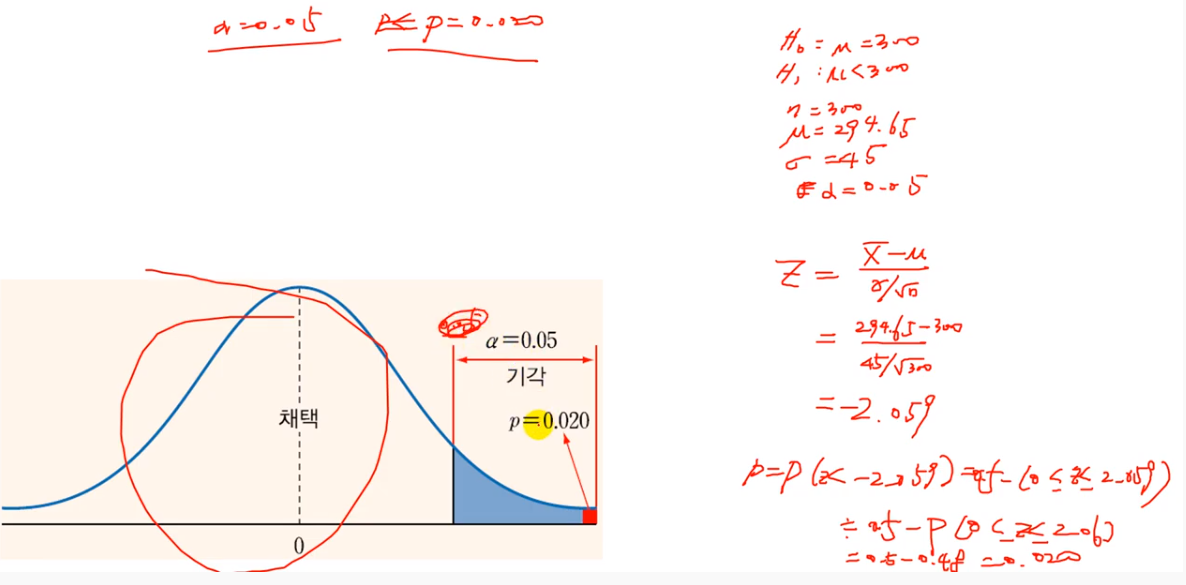 α=0.05 p=0.020
H₀ = μ = 300
H₁ : μ < 300
n = 300
μ = 294.65
σ = 45
α = 0.05
Z = (X̄ - μ) / (σ/√n)
= (294.65 - 300) / (45/√300)
= -2.059
α=0.05
기각
채택
p=0.020
0
p = P(z < -2.059) = 0.5 - (0 ≤ z ≤ 2.059)
÷ 0.5 - P(0 ≤ z ≤ 2.06)
= 0.5 - 0.48 = 0.0200